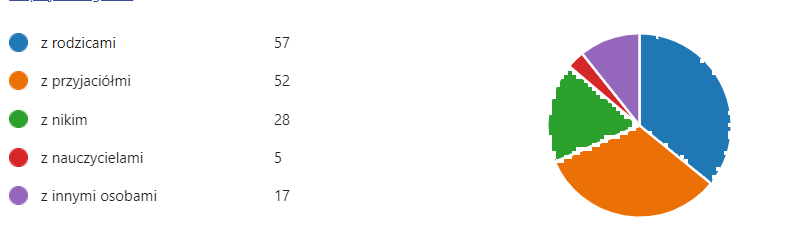 z rodzicami 57
z przyjaciółmi 52
z nikim 28
z nauczycielami 5
z innymi osobami 17